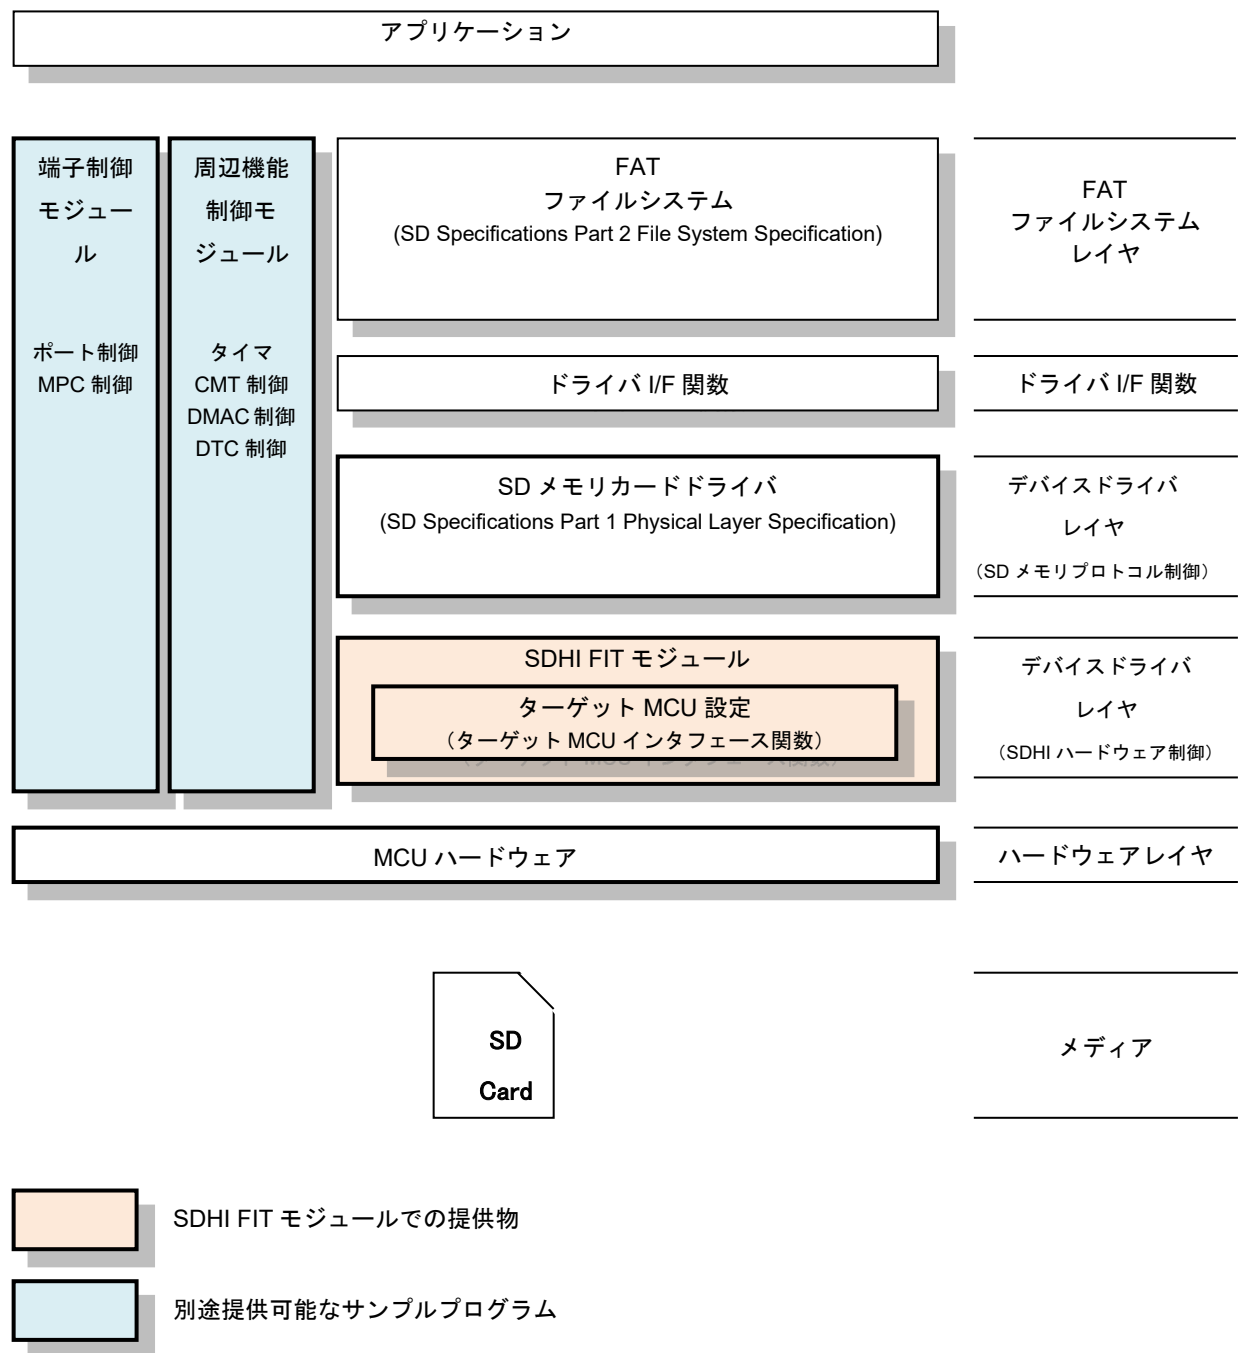 アプリケーション
端子制御
モジュー
ル
ポート制御
MPC 制御
周辺機能
制御モ
ジュール
タイマ
CMT 制御
DMAC 制御
DTC 制御
FAT
ファイルシステム
(SD Specifications Part 2 File System Specification)
FAT
ファイルシステム
レイヤ
ドライバ I/F 関数
ドライバ I/F 関数
SD メモリカードドライバ
(SD Specifications Part 1 Physical Layer Specification)
デバイスドライバ
レイヤ
（SD メモリプロトコル制御）
SDHI FIT モジュール
ターゲット MCU 設定
（ターゲット MCU インタフェース関数）
デバイスドライバ
レイヤ
（SDHI ハードウェア制御）
MCU ハードウェア
ハードウェアレイヤ
SD
Card
メディア
SDHI FIT モジュールでの提供物
別途提供可能なサンプルプログラム